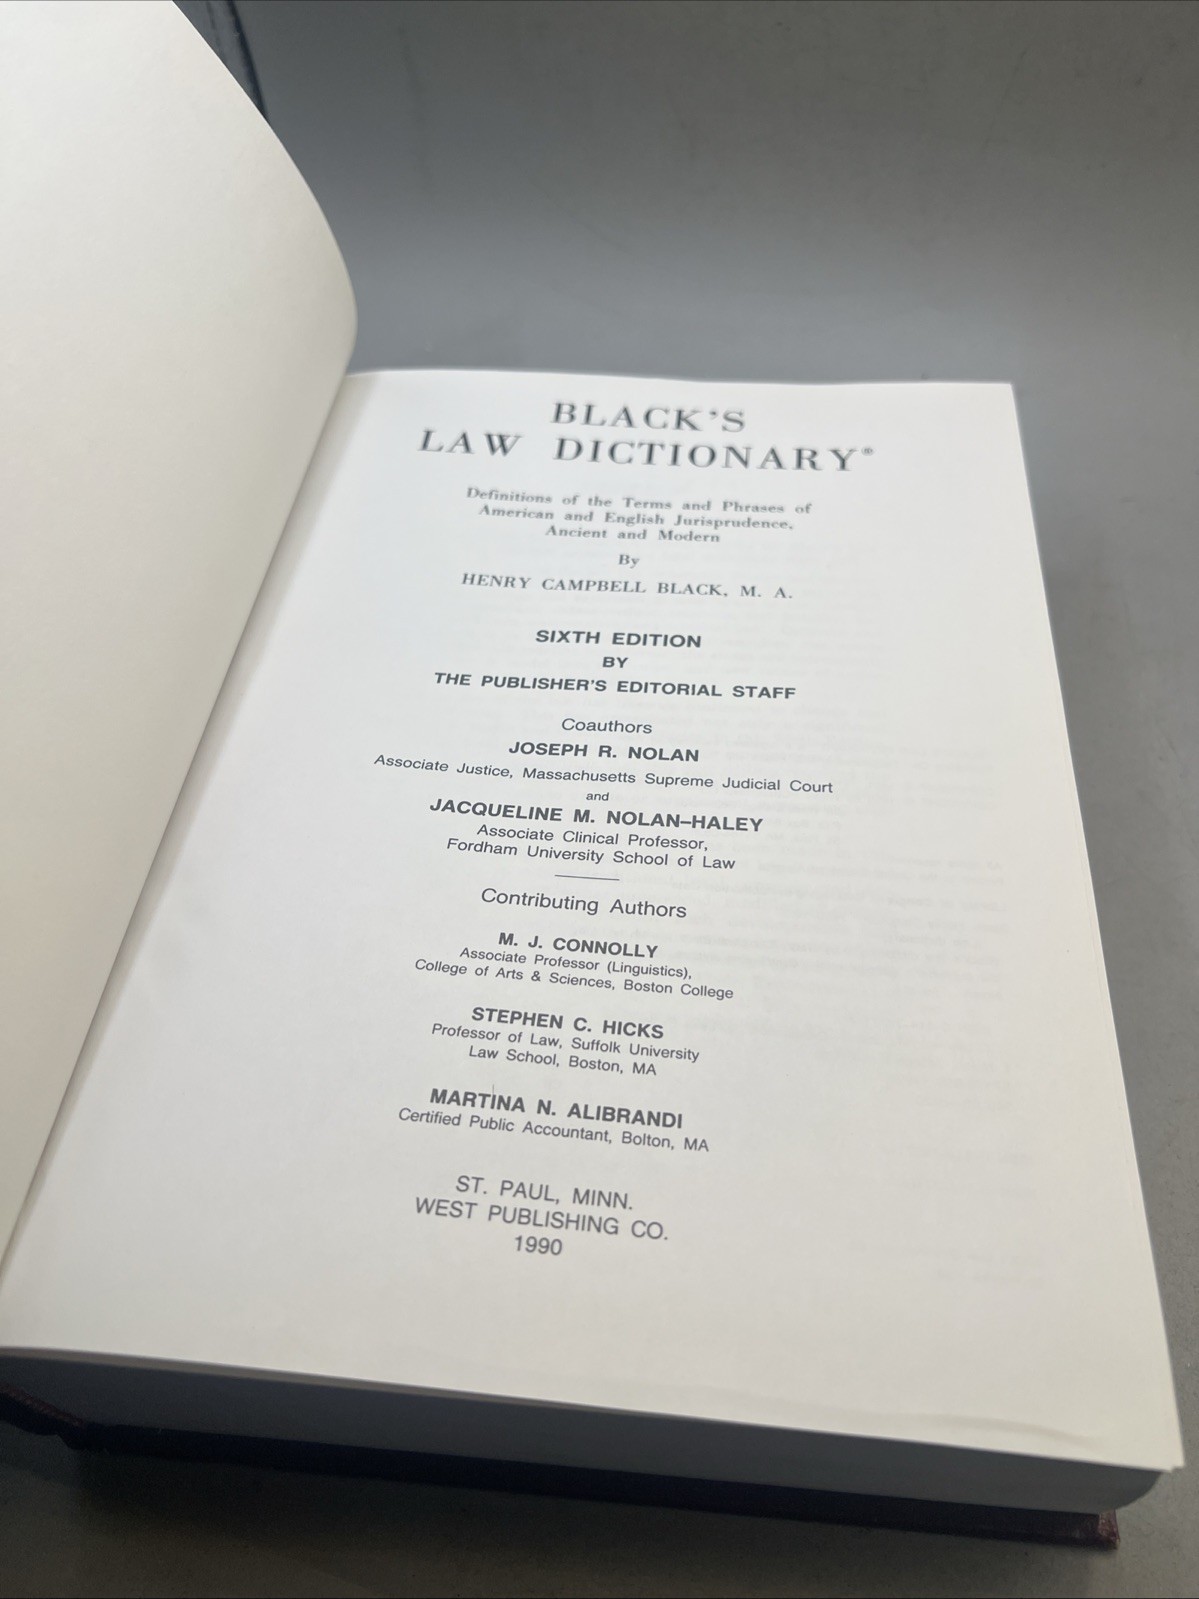 BLACK'S
LAW DICTIONARY®
Definitions of the Terms and Phrases of
American and English Jurisprudence,
Ancient and Modern
By
HENRY CAMPBELL BLACK, M. A.
SIXTH EDITION
BY
THE PUBLISHER'S EDITORIAL STAFF
Coauthors
JOSEPH R. NOLAN
Associate Justice, Massachusetts Supreme Judicial Court
and
JACQUELINE M. NOLAN–HALEY
Associate Clinical Professor,
Fordham University School of Law
Contributing Authors
M. J. CONNOLLY
Associate Professor (Linguistics),
College of Arts & Sciences, Boston College
STEPHEN C. HICKS
Professor of Law, Suffolk University
Law School, Boston, MA
MARTINA N. ALIBRANDI
Certified Public Accountant, Bolton, MA
ST. PAUL, MINN.
WEST PUBLISHING CO.
1990